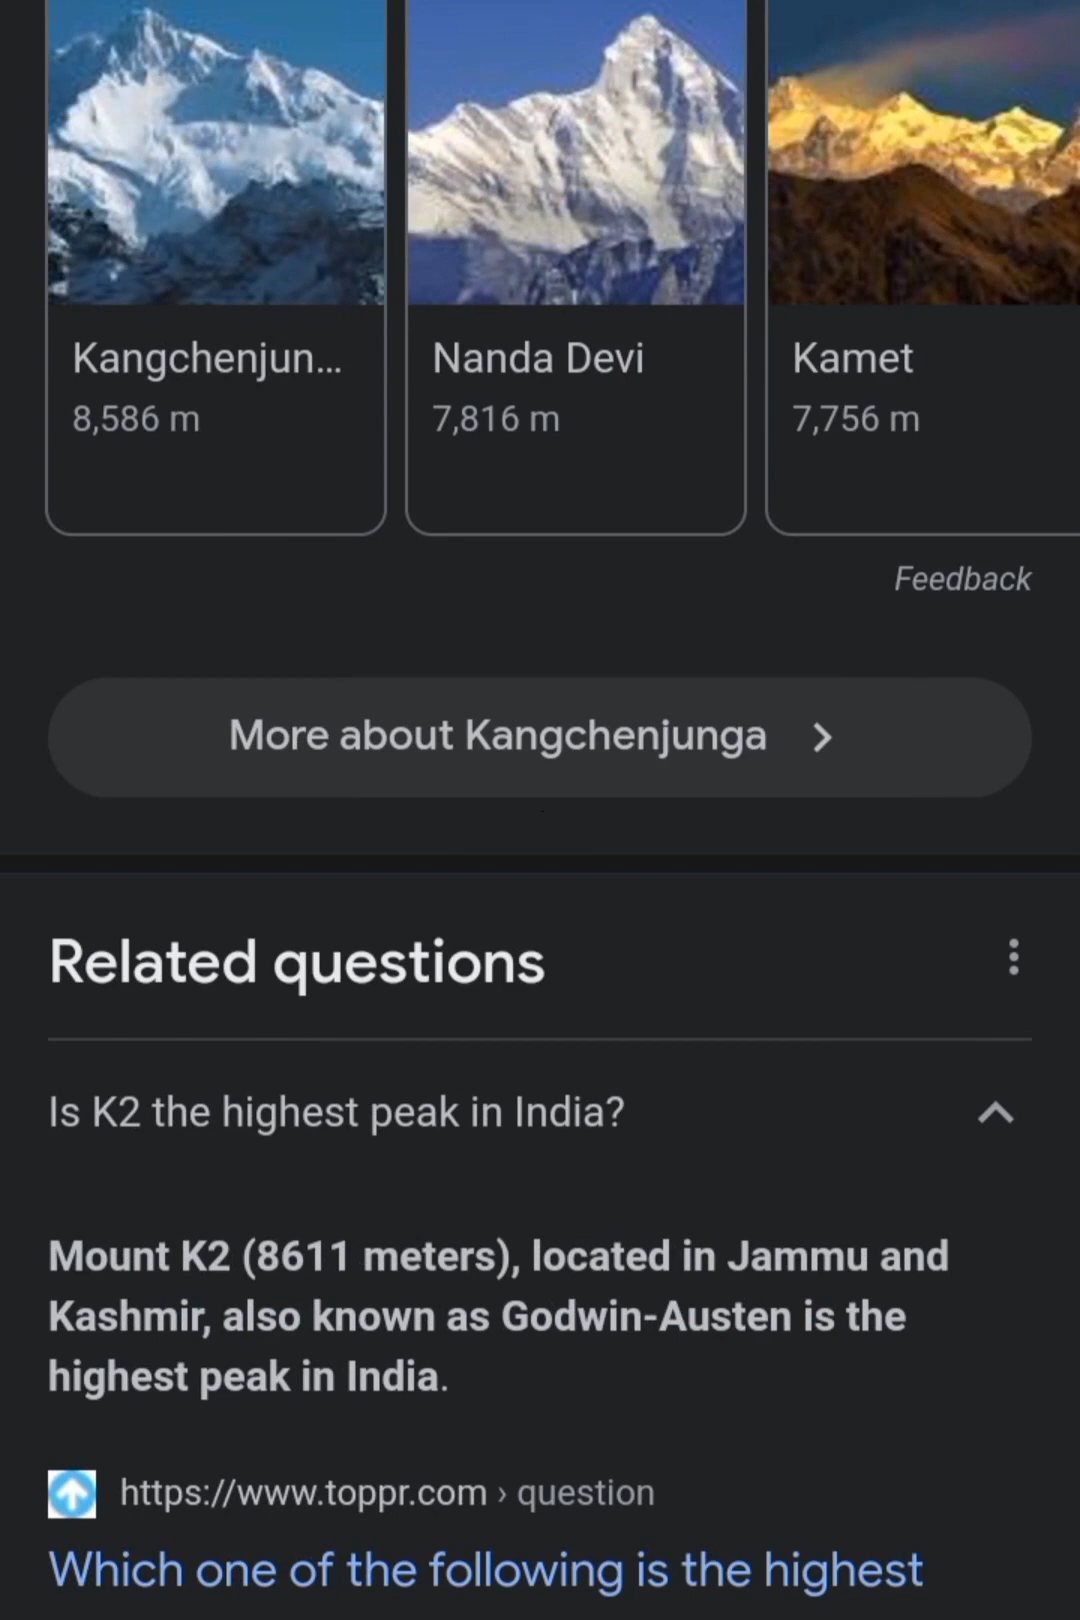 Kangchenjun...
8,586 m
Nanda Devi
7,816 m
Kamet
7,756 m
Feedback
More about Kangchenjunga
Related questions
Is K2 the highest peak in India?
Mount K2 (8611 meters), located in Jammu and
Kashmir, also known as Godwin-Austen is the
highest peak in India.
https://www.toppr.com › question
Which one of the following is the highest